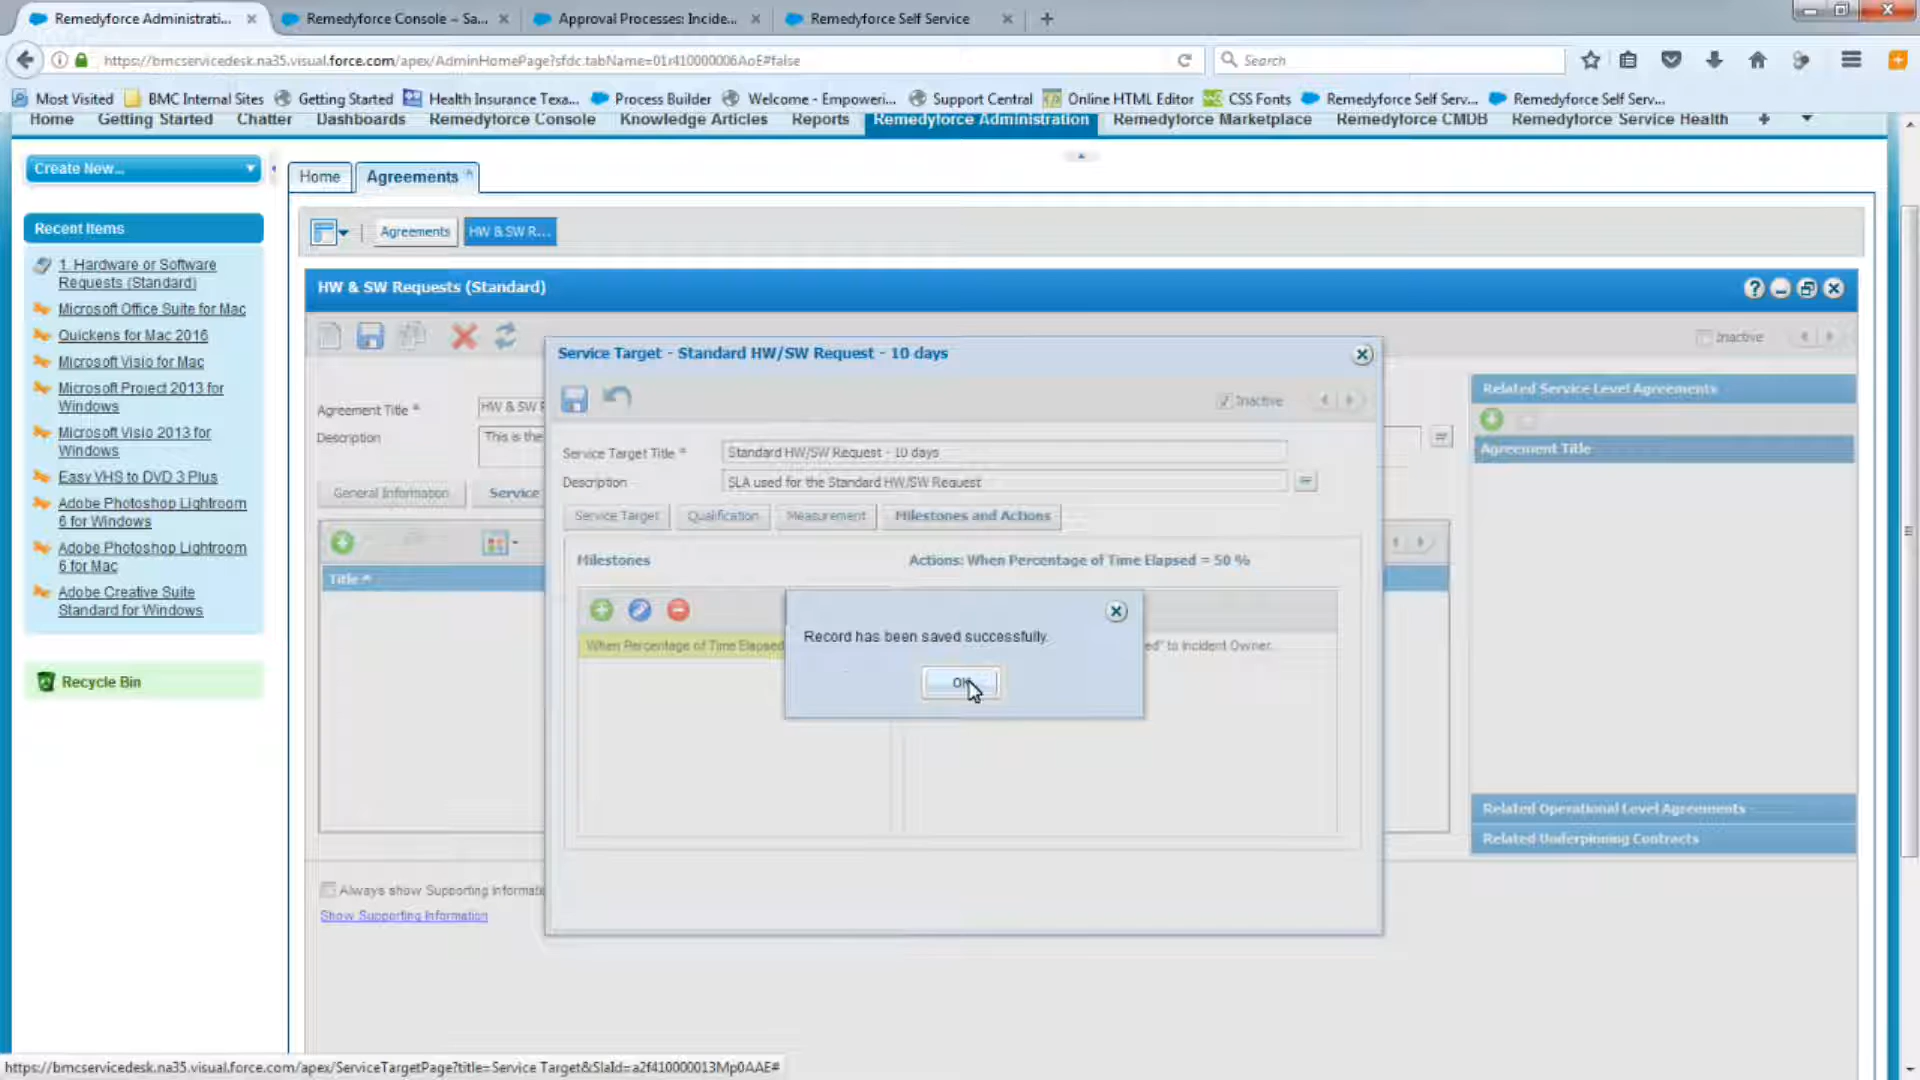 Remedyforce Administrati...
Remedyforce Console – Sa...
Approval Processes: Incide...
Remedyforce Self Service
https://bmcservicedesk.na35.visual.force.com/apex/AdminHomePage?sfdc.tabName=01r410000006AoE#false
Search
Most Visited
BMC Internal Sites
Getting Started
Health Insurance Texa...
Process Builder
Welcome - Empoweri...
Support Central
Online HTML Editor
CSS Fonts
Remedyforce Self Serv...
Remedyforce Self Serv...
Home
Getting Started
Chatter
Dashboards
Remedyforce Console
Knowledge Articles
Reports
Remedyforce Administration
Remedyforce Marketplace
Remedyforce CMDB
Remedyforce Service Health
Create New...
Home
Agreements
Recent Items
Agreements
HW & SW R...
1. Hardware or Software
Requests (Standard)
Microsoft Office Suite for Mac
Quickens for Mac 2016
Microsoft Visio for Mac
Microsoft Project 2013 for
Windows
Microsoft Visio 2013 for
Windows
Easy VHS to DVD 3 Plus
Adobe Photoshop Lightroom
6 for Windows
Adobe Photoshop Lightroom
6 for Mac
Adobe Creative Suite
Standard for Windows
Recycle Bin
HW & SW Requests (Standard)
Inactive
Agreement Title *
HW & SW
Description
This is the
General Information
Service
Title
Always show Supporting Informati
Show Supporting Information
Service Target - Standard HW/SW Request - 10 days
Inactive
Service Target Title *
Standard HW/SW Request - 10 days
Description
SLA used for the Standard HW/SW Request
Service Target
Qualification
Measurement
Milestones and Actions
Milestones
Actions: When Percentage of Time Elapsed = 50 %
When Percentage of Time Elapsed
ed" to Incident Owner...
Record has been saved successfully.
OK
Related Service Level Agreements
Agreement Title
Related Operational Level Agreements
Related Underpinning Contracts
https://bmcservicedesk.na35.visual.force.com/apex/ServiceTargetPage?title=Service Target&SlaId=a2f410000013Mp0AAE#